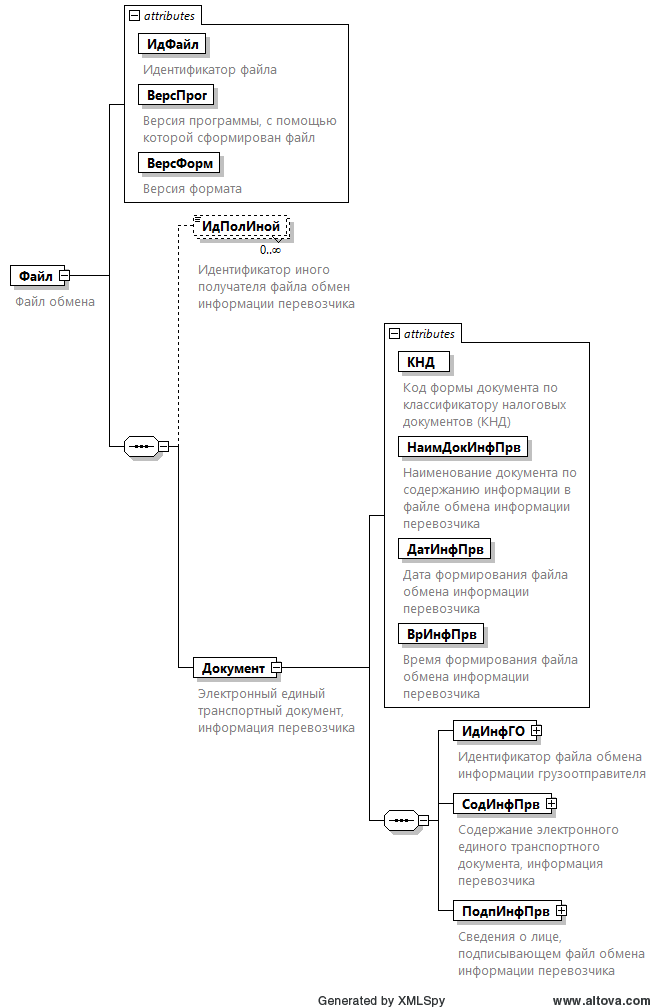 attributes
ИдФайл
Идентификатор файла
ВерсПрог
Версия программы, с помощью
которой сформирован файл
ВерсФорм
Версия формата
Файл
Файл обмена
ИдПолИной
0..∞
Идентификатор иного
получателя файла обмен
информации перевозчика
attributes
КНД
Код формы документа по
классификатору налоговых
документов (КНД)
НаимДокИнфПрв
Наименование документа по
содержанию информации в
файле обмена информации
перевозчика
ДатИнфПрв
Дата формирования файла
обмена информации
перевозчика
ВрИнфПрв
Время формирования файла
обмена информации
перевозчика
Документ
Электронный единый
транспортный документ,
информация перевозчика
ИдИнфГО
Идентификатор файла обмена
информации грузоотправителя
СодИнфПрв
Содержание электронного
единого транспортного
документа, информация
перевозчика
ПодпИнфПрв
Сведения о лице,
подписывающем файл обмена
информации перевозчика
Generated by XMLSpy
www.altova.com